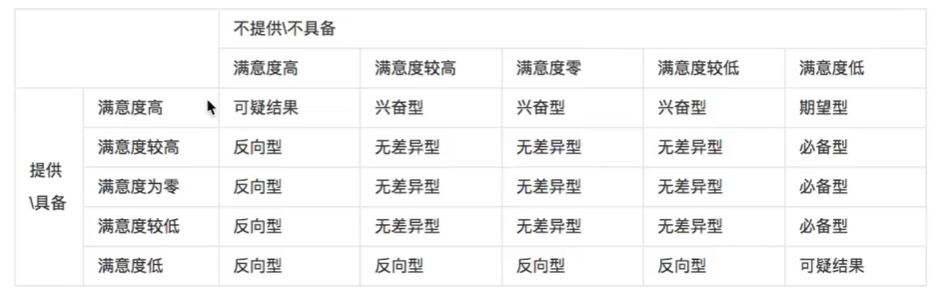 不提供\不具备
满意度高 满意度较高 满意度零 满意度较低 满意度低
满意度高 可疑结果 兴奋型 兴奋型 兴奋型 期望型
满意度较高 反向型 无差异型 无差异型 无差异型 必备型
提供
\具备
满意度为零 反向型 无差异型 无差异型 无差异型 必备型
满意度较低 反向型 无差异型 无差异型 无差异型 必备型
满意度低 反向型 反向型 反向型 反向型 可疑结果